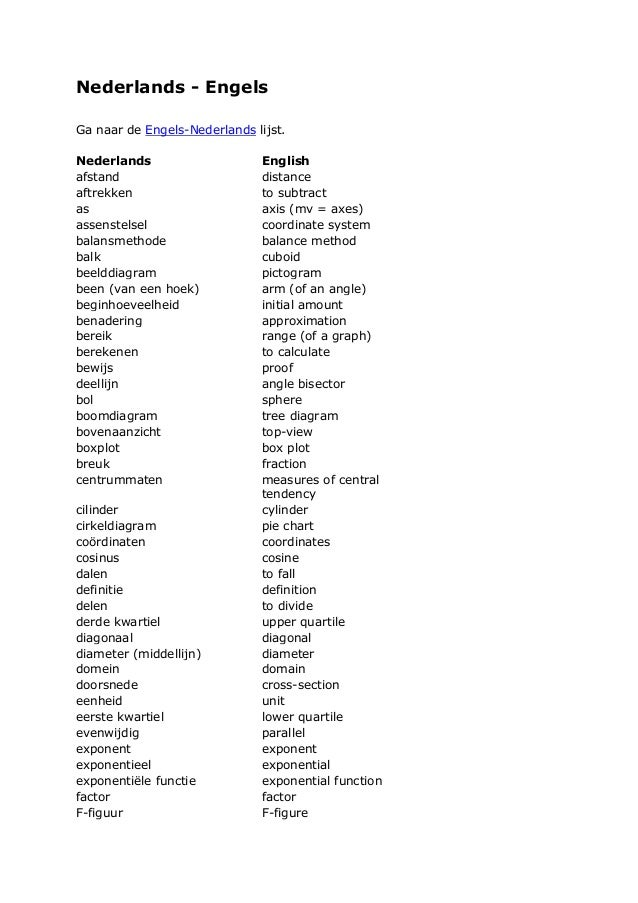 Nederlands - Engels
Ga naar de Engels-Nederlands lijst.
Nederlands English
afstand distance
aftrekken to subtract
as axis (mv = axes)
assenstelsel coordinate system
balansmethode balance method
balk cuboid
beelddiagram pictogram
been (van een hoek) arm (of an angle)
beginhoeveelheid initial amount
benadering approximation
bereik range (of a graph)
berekenen to calculate
bewijs proof
deellijn angle bisector
bol sphere
boomdiagram tree diagram
bovenaanzicht top-view
boxplot box plot
breuk fraction
centrummaten measures of central
tendency
cilinder cylinder
cirkeldiagram pie chart
coördinaten coordinates
cosinus cosine
dalen to fall
definitie definition
delen to divide
derde kwartiel upper quartile
diagonaal diagonal
diameter (middellijn) diameter
domein domain
doorsnede cross-section
eenheid unit
eerste kwartiel lower quartile
evenwijdig parallel
exponent exponent
exponentieel exponential
exponentiële functie exponential function
factor factor
F-figuur F-figure